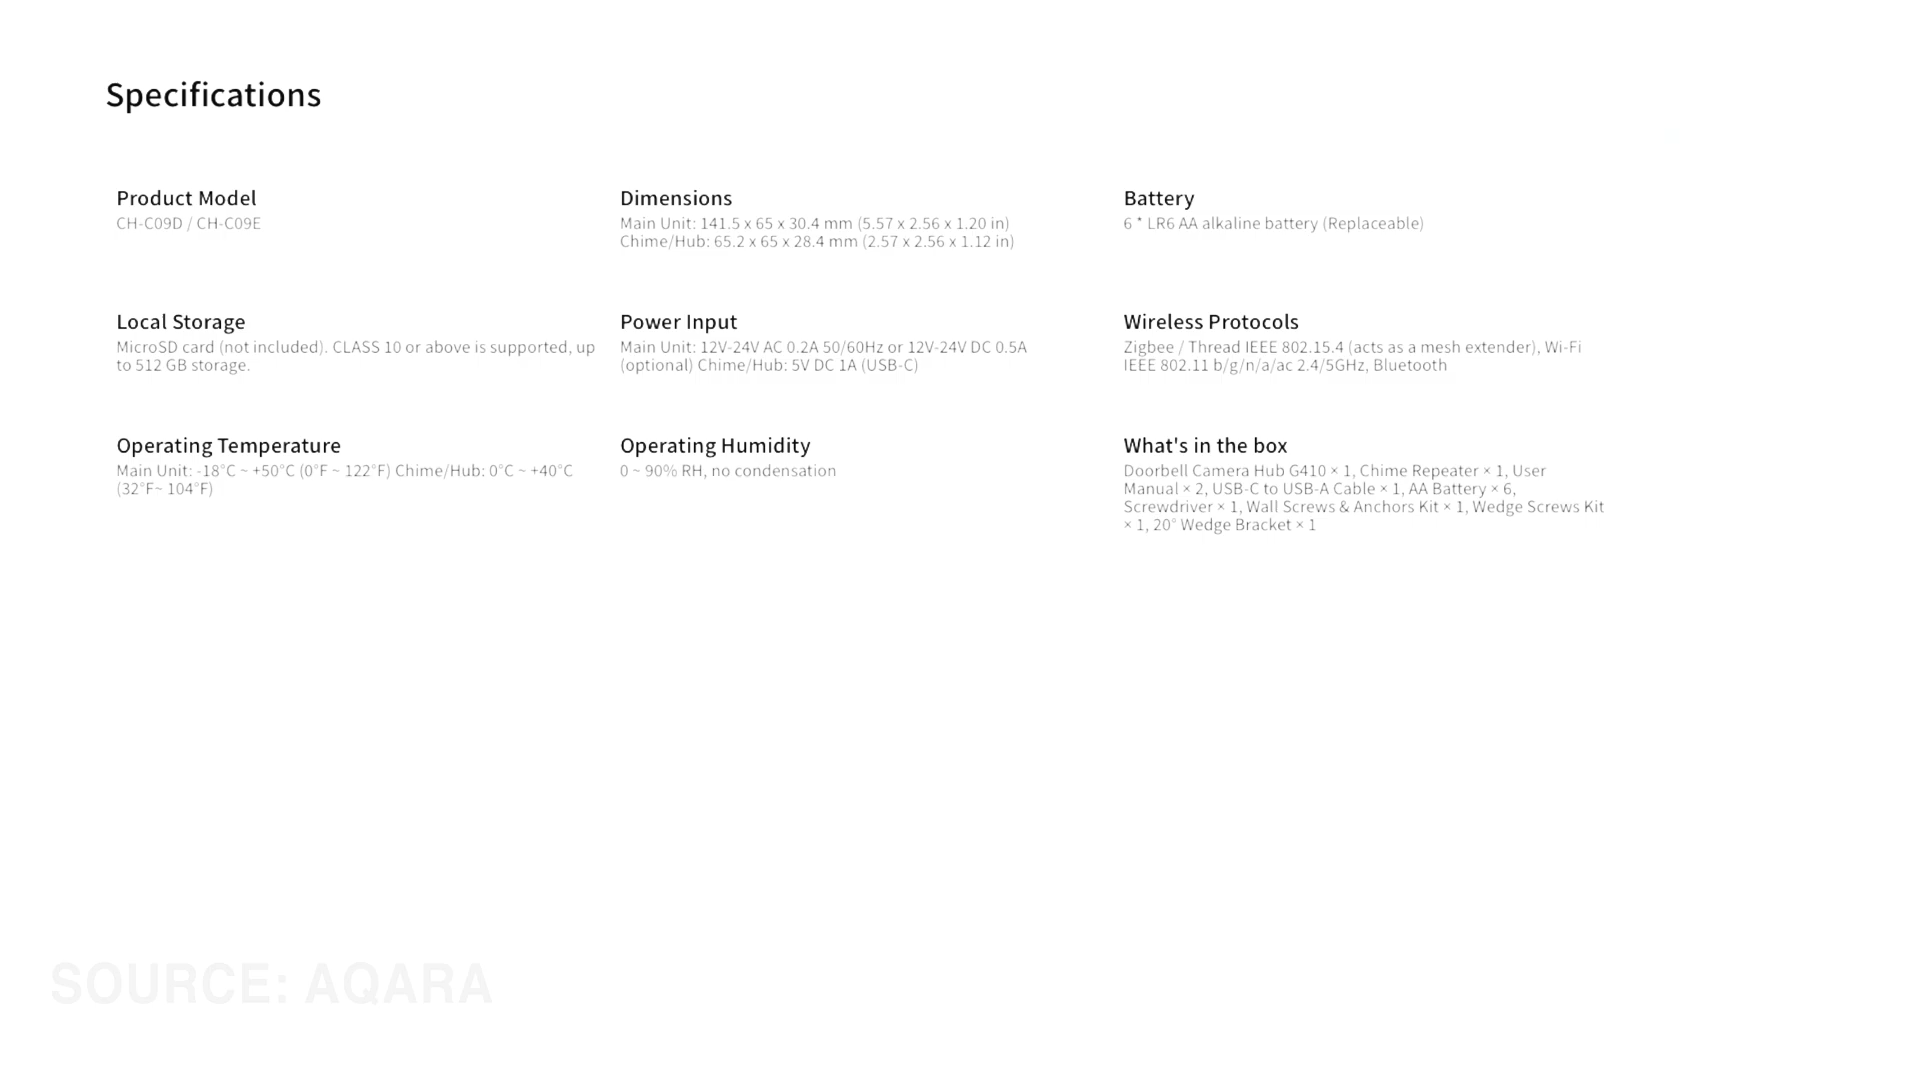 Specifications
Product Model
CH-C09D / CH-C09E
Dimensions
Main Unit: 141.5 x 65 x 30.4 mm (5.57 x 2.56 x 1.20 in)
Chime/Hub: 65.2 x 65 x 28.4 mm (2.57 x 2.56 x 1.12 in)
Battery
6 * LR6 AA alkaline battery (Replaceable)
Local Storage
MicroSD card (not included). CLASS 10 or above is supported, up
to 512 GB storage.
Power Input
Main Unit: 12V-24V AC 0.2A 50/60Hz or 12V-24V DC 0.5A
(optional) Chime/Hub: 5V DC 1A (USB-C)
Wireless Protocols
Zigbee / Thread IEEE 802.15.4 (acts as a mesh extender), Wi-Fi
IEEE 802.11 b/g/n/a/ac 2.4/5GHz, Bluetooth
Operating Temperature
Main Unit: -18°C ~ +50°C (0°F ~ 122°F) Chime/Hub: 0°C ~ +40°C
(32°F~ 104°F)
Operating Humidity
0 ~ 90% RH, no condensation
What's in the box
Doorbell Camera Hub G410 × 1, Chime Repeater × 1, User
Manual × 2, USB-C to USB-A Cable × 1, AA Battery × 6,
Screwdriver × 1, Wall Screws & Anchors Kit × 1, Wedge Screws Kit
× 1, 20° Wedge Bracket × 1
SOURCE: AQARA